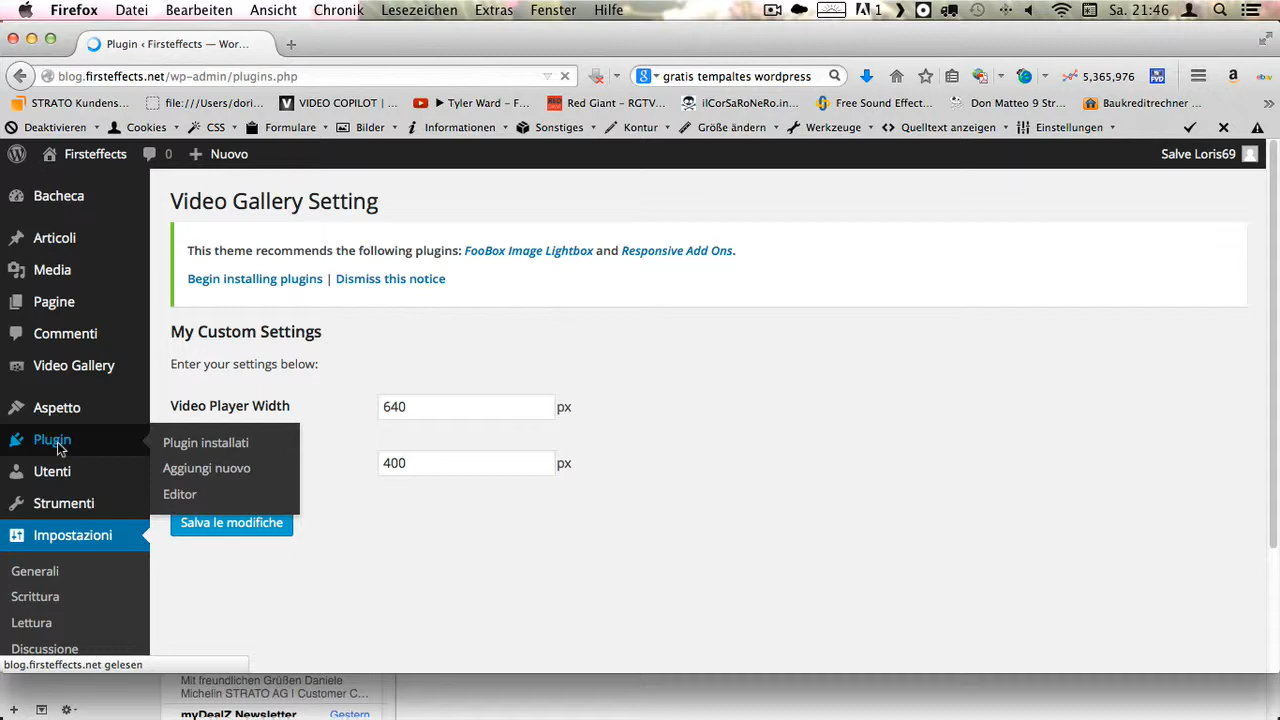 Firefox Datei Bearbeiten Ansicht Chronik Lesezeichen Extras Fenster Hilfe 1 Sa. 21:46
Plugin ‹ Firsteffects — Wor...
blog.firsteffects.net/wp-admin/plugins.php gratis tempaltes wordpress 5,365,976
STRATO Kundens... file:///Users/dori... VIDEO COPILOT | ... Tyler Ward - F... Red Giant - RGTV... ilCorSaRoNeRo.in... Free Sound Effect... Don Matteo 9 Str... Baukreditrechner ...
Deaktivieren Cookies CSS Formulare Bilder Informationen Sonstiges Kontur Größe ändern Werkzeuge Quelltext anzeigen Einstellungen
Firsteffects 0 Nuovo Salve Loris69
Bacheca
Articoli
Media
Pagine
Commenti
Video Gallery
Aspetto
Plugin
Utenti
Strumenti
Impostazioni
Generali
Scrittura
Lettura
Discussione
Plugin installati
Aggiungi nuovo
Editor
Video Gallery Setting
This theme recommends the following plugins: FooBox Image Lightbox and Responsive Add Ons.
Begin installing plugins | Dismiss this notice
My Custom Settings
Enter your settings below:
Video Player Width 640 px
400 px
Salva le modifiche
blog.firsteffects.net gelesen
Mit freundlichen Grüßen Daniele
Michelin STRATO AG | Customer C...
myDealZ Newsletter Gestern